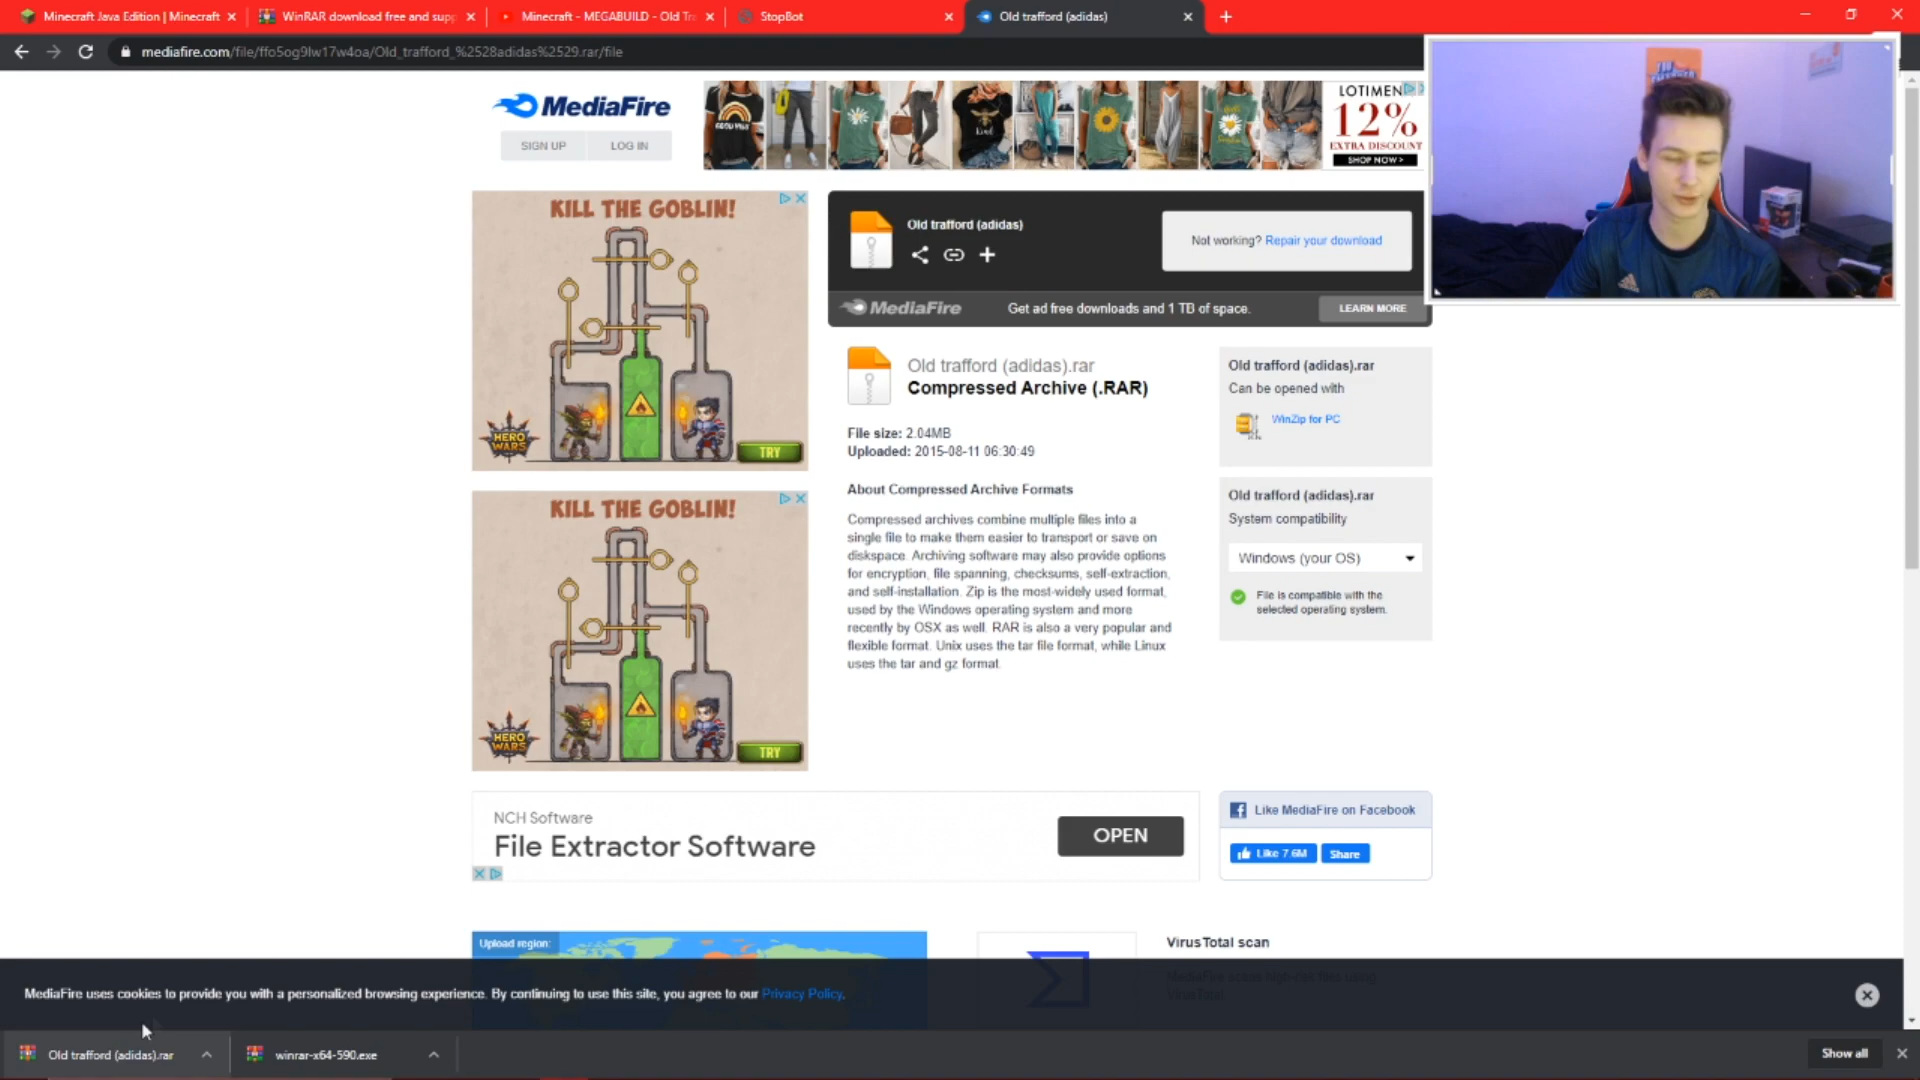 Minecraft Java Edition | Minecraft
WinRAR download free and supp
Minecraft - MEGABUILD - Old Tr
StopBot
Old trafford (adidas)
mediafire.com/file/ffo5og9lw17w4oa/Old_trafford_%2528adidas%2529.rar/file
MediaFire
SIGN UP
LOG IN
LOTIMEN
12%
EXTRA DISCOUNT
SHOP NOW >
KILL THE GOBLIN!
HERO
WARS
TRY
Old trafford (adidas)
Not working? Repair your download
MediaFire
Get ad free downloads and 1 TB of space.
LEARN MORE
Old trafford (adidas).rar
Compressed Archive (.RAR)
File size: 2.04MB
Uploaded: 2015-08-11 06:30:49
About Compressed Archive Formats
Compressed archives combine multiple files into a
single file to make them easier to transport or save on
diskspace. Archiving software may also provide options
for encryption, file spanning, checksums, self-extraction,
and self-installation. Zip is the most-widely used format,
used by the Windows operating system and more
recently by OSX as well. RAR is also a very popular and
flexible format. Unix uses the tar file format, while Linux
uses the tar and gz format.
Old trafford (adidas).rar
Can be opened with
WinZip for PC
Old trafford (adidas).rar
System compatibility
Windows (your OS)
File is compatible with the
selected operating system.
KILL THE GOBLIN!
HERO
WARS
TRY
NCH Software
File Extractor Software
OPEN
Like MediaFire on Facebook
Like 7.6M
Share
Upload region:
VirusTotal scan
MediaFire scans high-risk files using
VirusTotal
MediaFire uses cookies to provide you with a personalized browsing experience. By continuing to use this site, you agree to our Privacy Policy.
Old trafford (adidas).rar
winrar-x64-590.exe
Show all